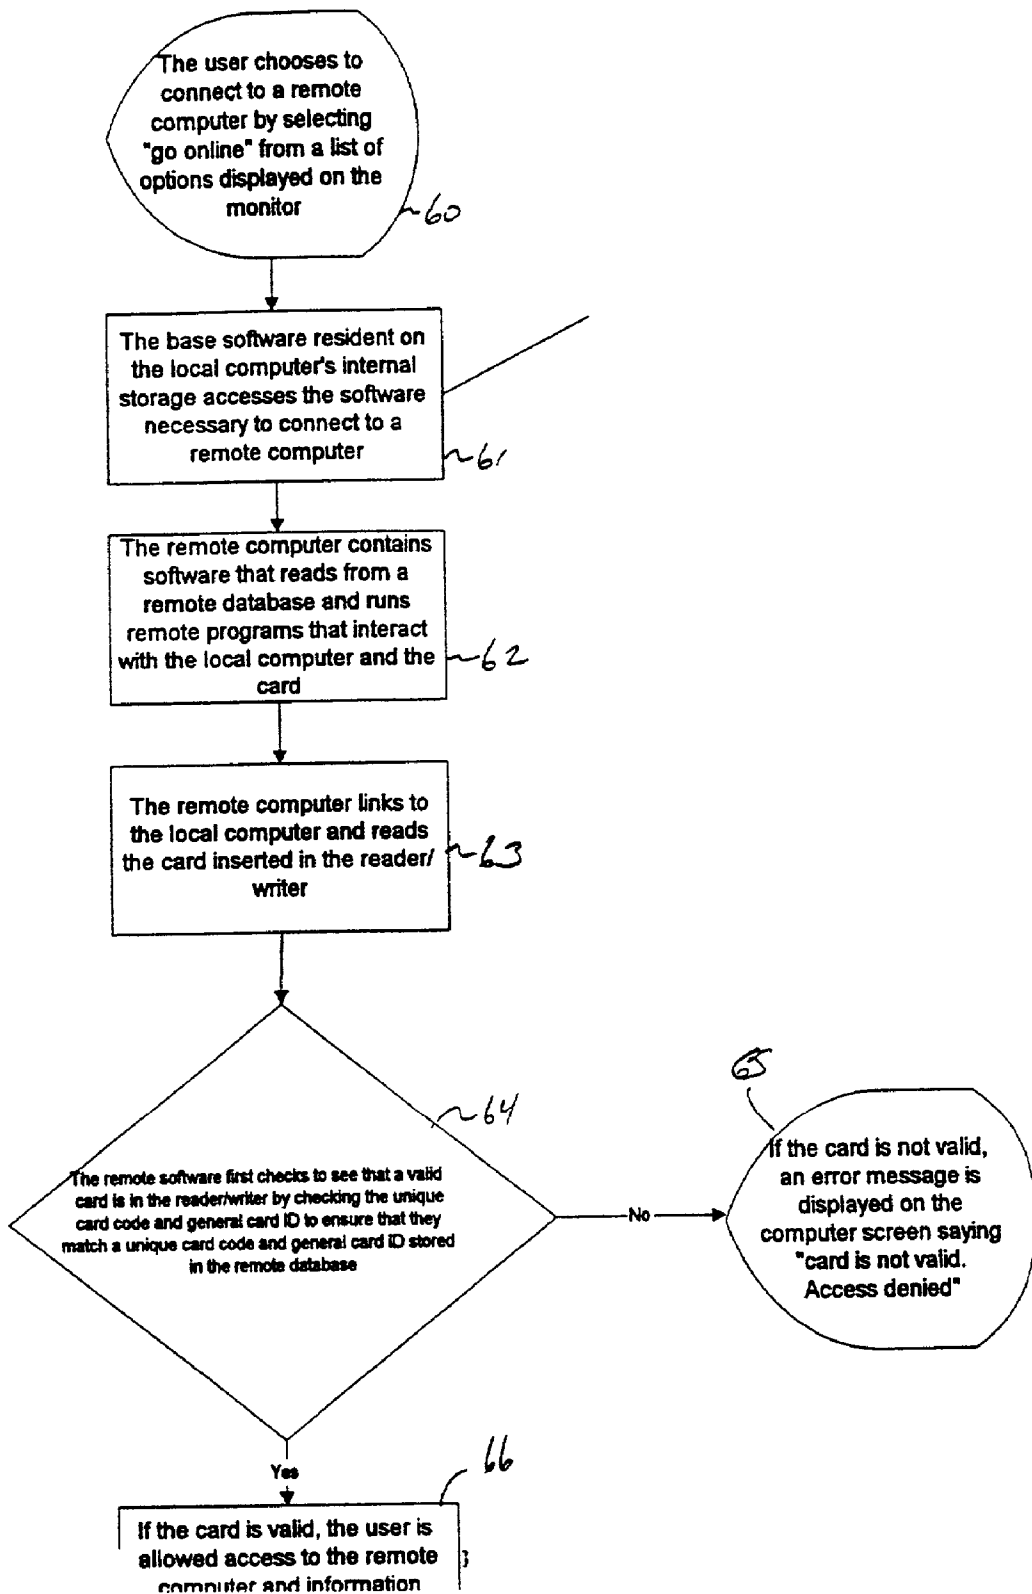 The user chooses to
connect to a remote
computer by selecting
"go online" from a list of
options displayed on the
monitor
60
The base software resident on
the local computer's internal
storage accesses the software
necessary to connect to a
remote computer
61
The remote computer contains
software that reads from a
remote database and runs
remote programs that interact
with the local computer and the
card
62
The remote computer links to
the local computer and reads
the card inserted in the reader/
writer
63
64
The remote software first checks to see that a valid
card is in the reader/writer by checking the unique
card code and general card ID to ensure that they
match a unique card code and general card ID stored
in the remote database
No
65
If the card is not valid,
an error message is
displayed on the
computer screen saying
"card is not valid.
Access denied"
Yes
66
If the card is valid, the user is
allowed access to the remote
computer and information